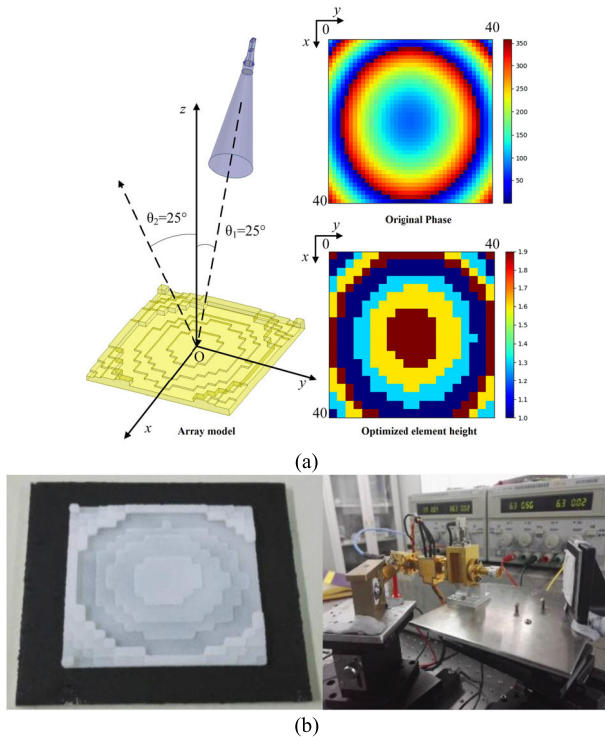 y
0
40
x
z
40
Original Phase
350
300
250
200
150
100
50
θ₂=25°
θ₁=25°
y
0
40
x
O
y
x
40
Array model
Optimized element height
1.9
1.8
1.7
1.6
1.5
1.4
1.3
1.2
1.1
1.0
(a)
(b)